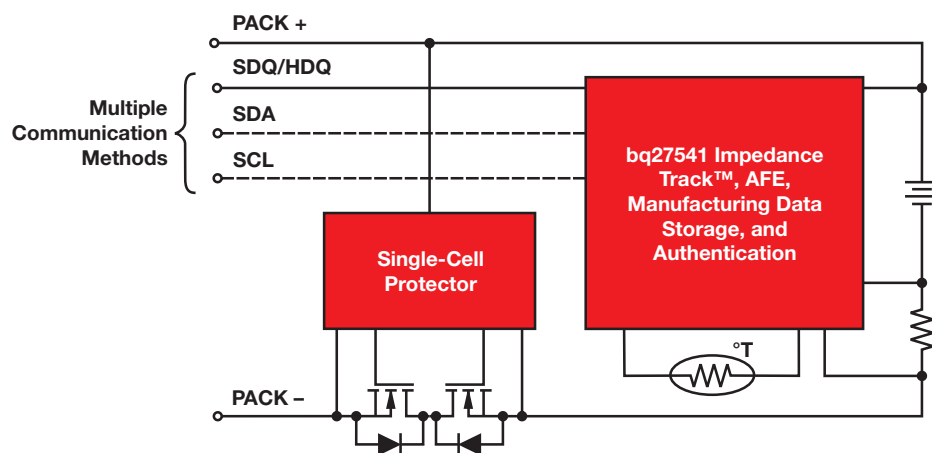 PACK +
SDQ/HDQ
Multiple
Communication
Methods
SDA
SCL
bq27541 Impedance
Track™, AFE,
Manufacturing Data
Storage, and
Authentication
Single-Cell
Protector
°T
PACK –